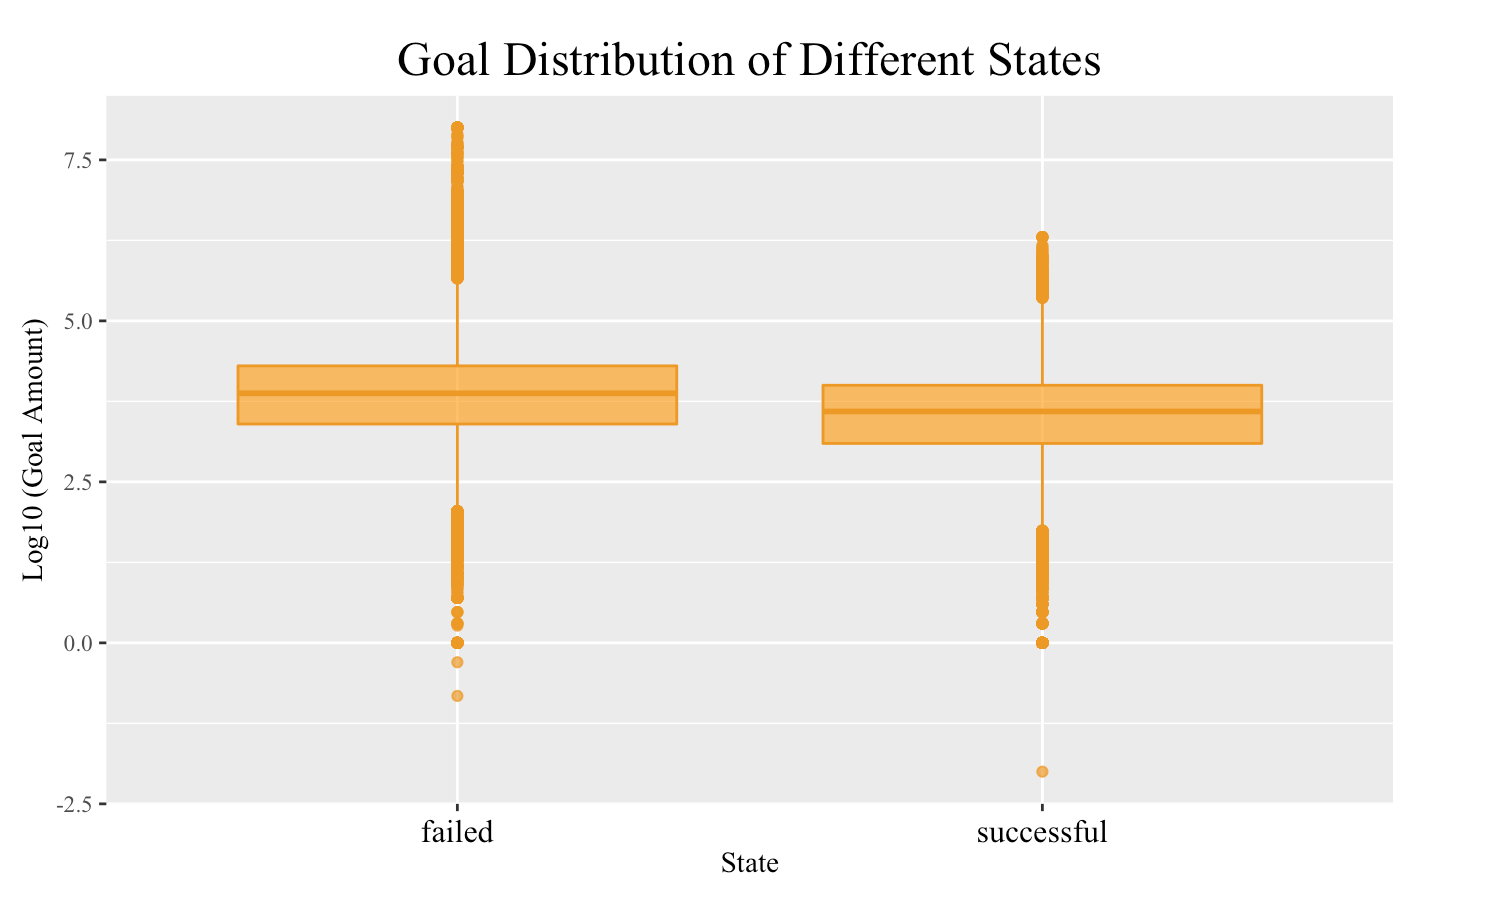 Goal Distribution of Different States
Log10 (Goal Amount)
7.5
5.0
2.5
0.0
-2.5
failed
successful
State